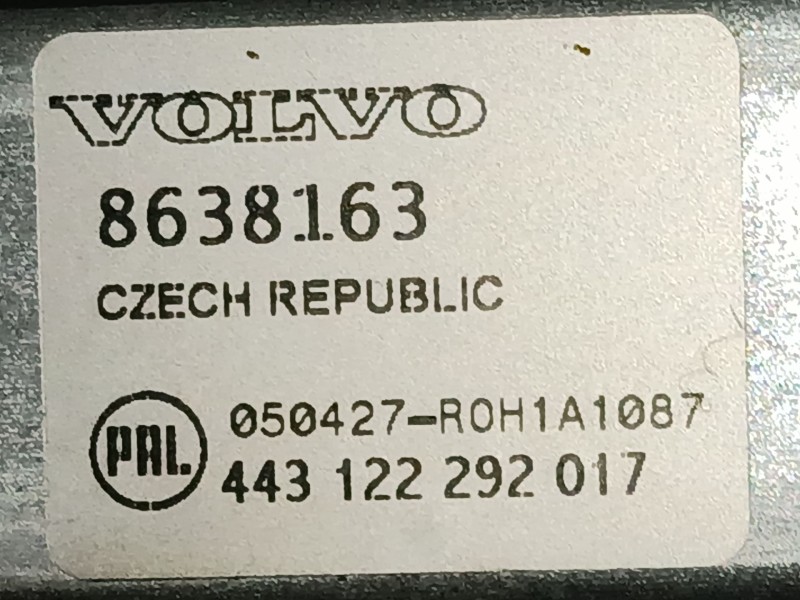 VOLVO
8638163
CZECH REPUBLIC
PAL
050427-R0H1A1087
443 122 292 017